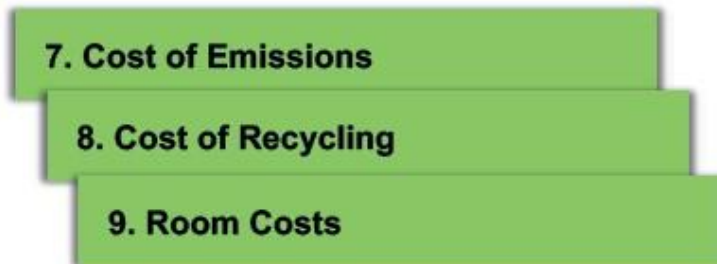 7. Cost of Emissions
8. Cost of Recycling
9. Room Costs